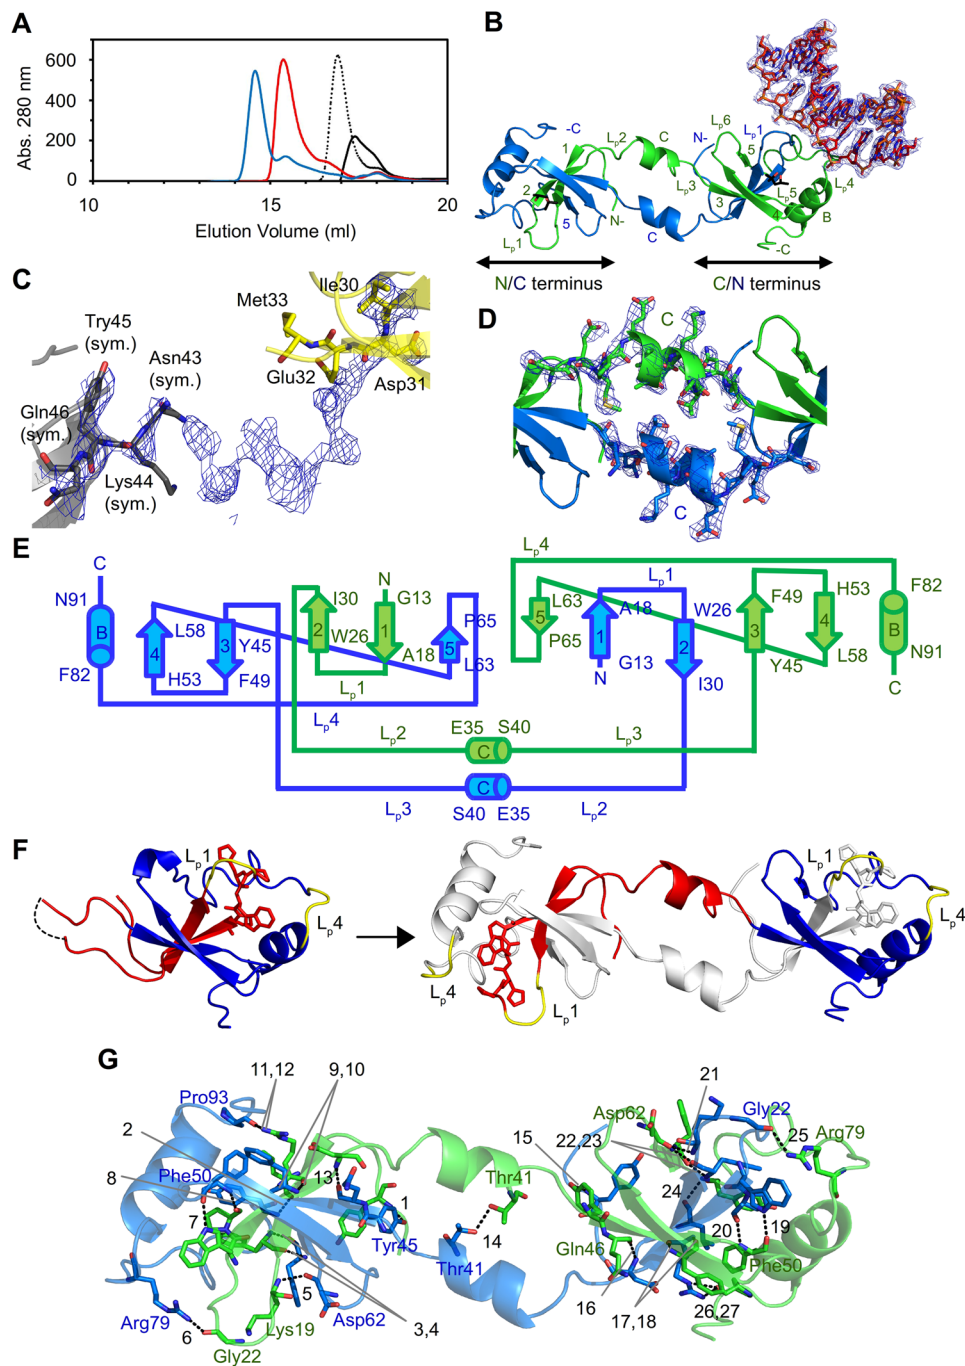 A
Abs. 280 nm
600
400
200
0
10
15
20
Elution Volume (ml)
B
-C
1
Lp2
C
N-
Lp6
5
Lp1
2
5
N-
Lp1
C
Lp3
3
Lp5
4
B
Lp4
-C
N/C terminus
C/N terminus
C
Try45
(sym.)
Asn43
(sym.)
Gln46
(sym.)
Lys44
(sym.)
Met33
Ile30
Glu32
Asp31
D
C
C
E
C
N91
B
F82
L58
4
H53
3
Y45
F49
I30
2
W26
N
G13
1
A18
Lp1
P65
5
L63
Lp4
Lp4
L63
5
P65
Lp1
A18
1
N
G13
W26
2
I30
F49
3
Y45
H53
4
L58
F82
B
N91
C
Lp2
E35
S40
C
Lp3
Lp3
C
S40
E35
Lp2
F
Lp1
Lp4
Lp4
Lp1
Lp1
Lp4
G
11,12
9,10
Pro93
2
8
Phe50
7
13
1
Tyr45
Thr41
14
Thr41
Arg79
6
Gly22
Lys19
5
Asp62
3,4
21
Asp62
Gly22
15
22,23
25
Arg79
24
20
19
Phe50
Gln46
16
17,18
26,27